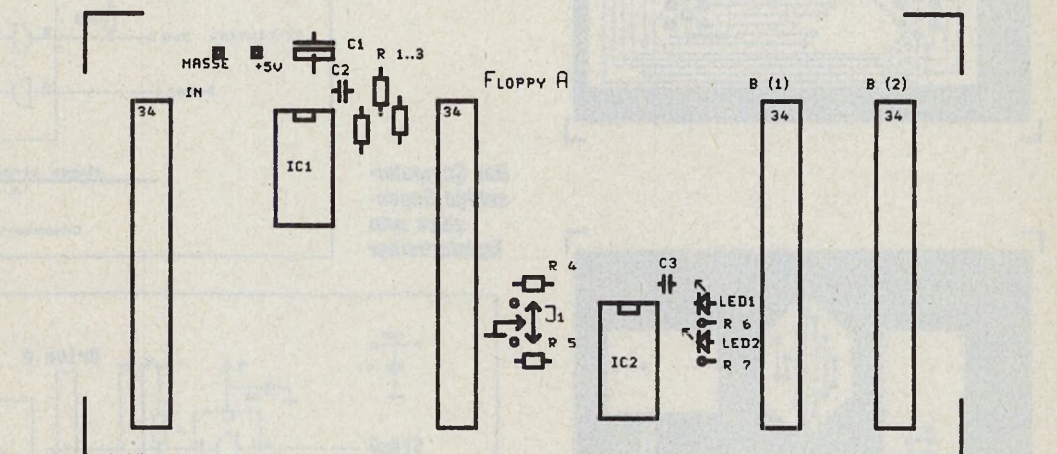 C1
R 1..3
MASSE
+5V
C2
FLOPPY A
B (1)
B (2)
IN
34
34
34
34
IC1
R 4
C3
J1
LED1
R 6
R 5
LED2
IC2
R 7